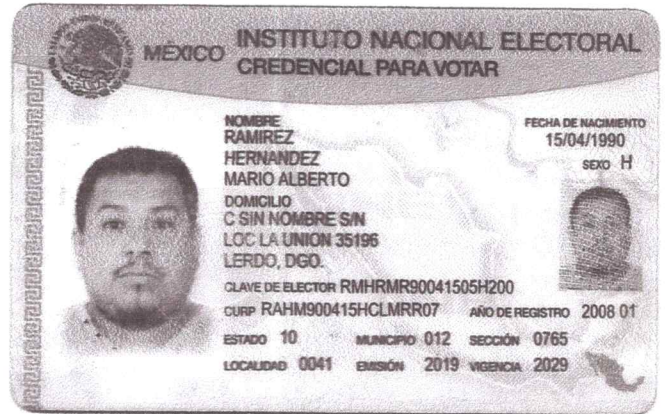 MÉXICO INSTITUTO NACIONAL ELECTORAL
CREDENCIAL PARA VOTAR
NOMBRE
RAMIREZ
HERNANDEZ
MARIO ALBERTO
FECHA DE NACIMIENTO
15/04/1990
SEXO H
DOMICILIO
C SIN NOMBRE S/N
LOC LA UNION 35196
LERDO, DGO.
CLAVE DE ELECTOR RMHRMR90041505H200
CURP RAHM900415HCLMRR07 AÑO DE REGISTRO 2008 01
ESTADO 10 MUNICIPIO 012 SECCIÓN 0765
LOCALIDAD 0041 EMISIÓN 2019 VIGENCIA 2029